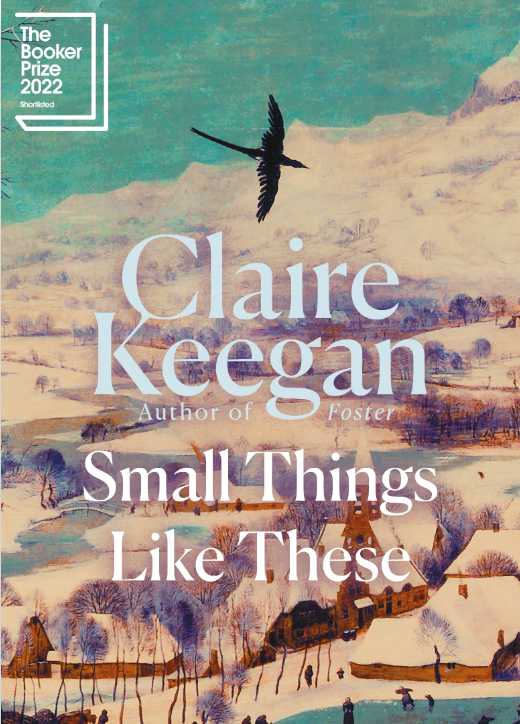 The
Booker
Prize
2022
Shortlisted
Claire
Keegan
Author of Foster
Small Things
Like These